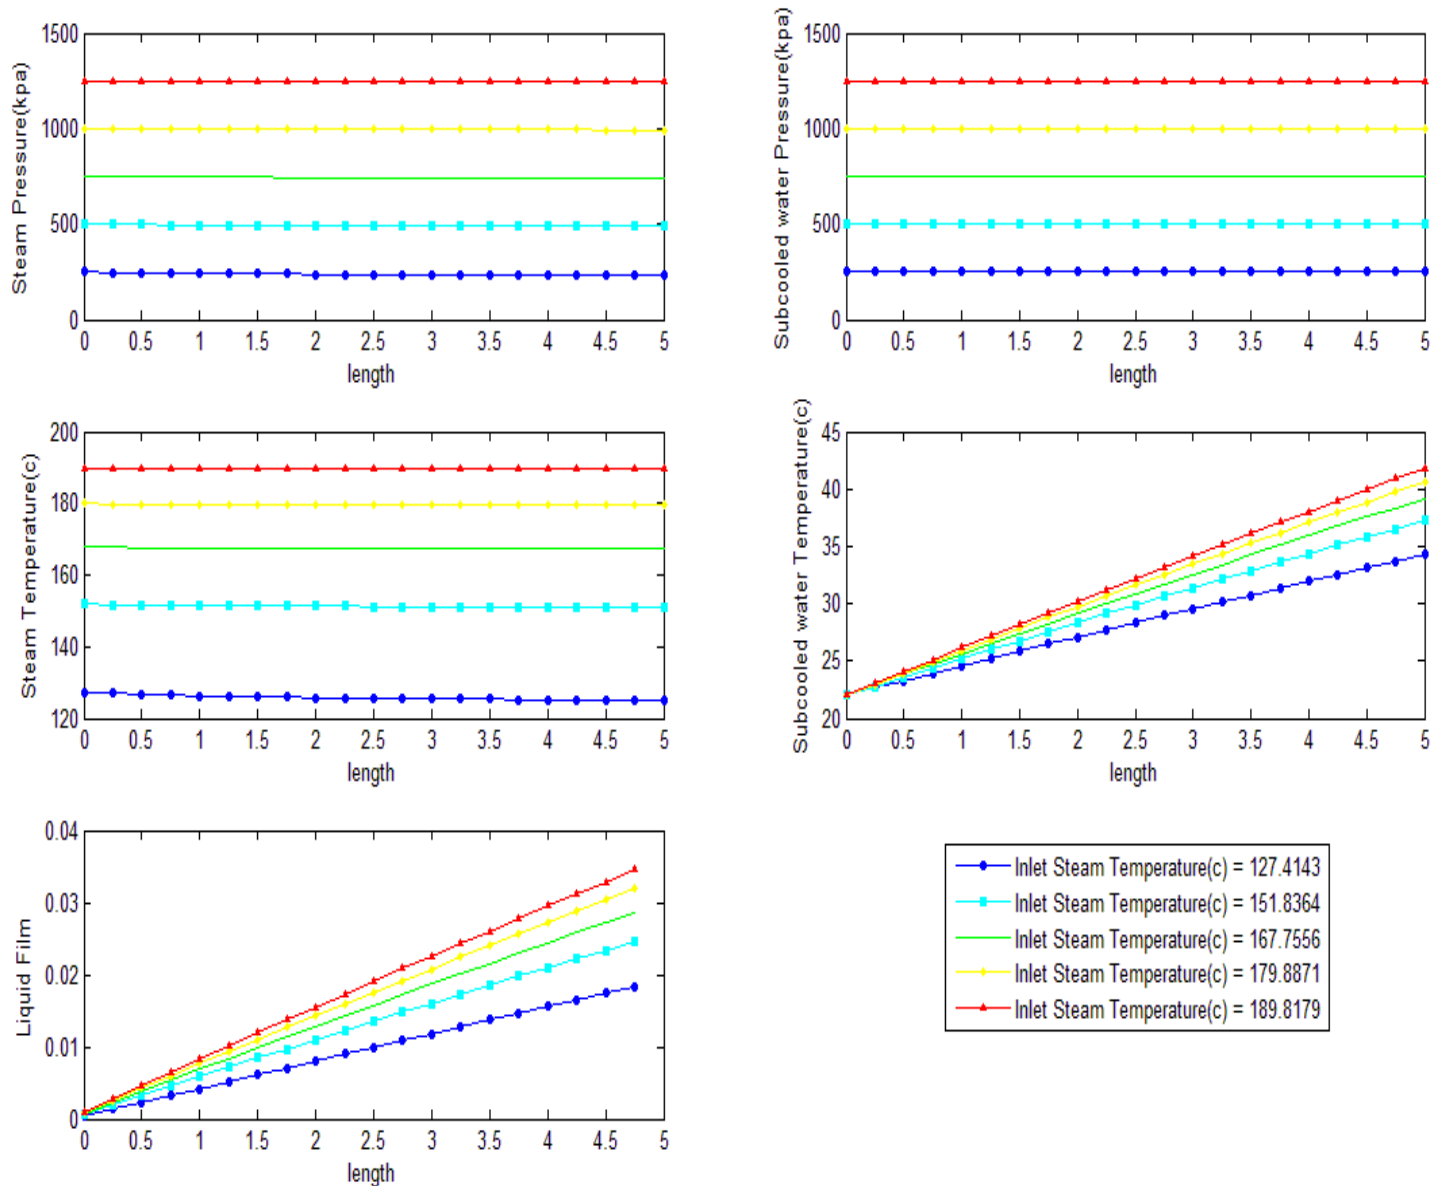 Steam Pressure(kpa)
1500
1000
500
0
0 0.5 1 1.5 2 2.5 3 3.5 4 4.5 5
length
Subcooled water Pressure(kpa)
1500
1000
500
0
0 0.5 1 1.5 2 2.5 3 3.5 4 4.5 5
length
Steam Temperature(c)
200
180
160
140
120
0 0.5 1 1.5 2 2.5 3 3.5 4 4.5 5
length
Subcooled water Temperature(c)
45
40
35
30
25
20
0 0.5 1 1.5 2 2.5 3 3.5 4 4.5 5
length
Liquid Film
0.04
0.03
0.02
0.01
0
0 0.5 1 1.5 2 2.5 3 3.5 4 4.5 5
length
Inlet Steam Temperature(c) = 127.4143
Inlet Steam Temperature(c) = 151.8364
Inlet Steam Temperature(c) = 167.7556
Inlet Steam Temperature(c) = 179.8871
Inlet Steam Temperature(c) = 189.8179